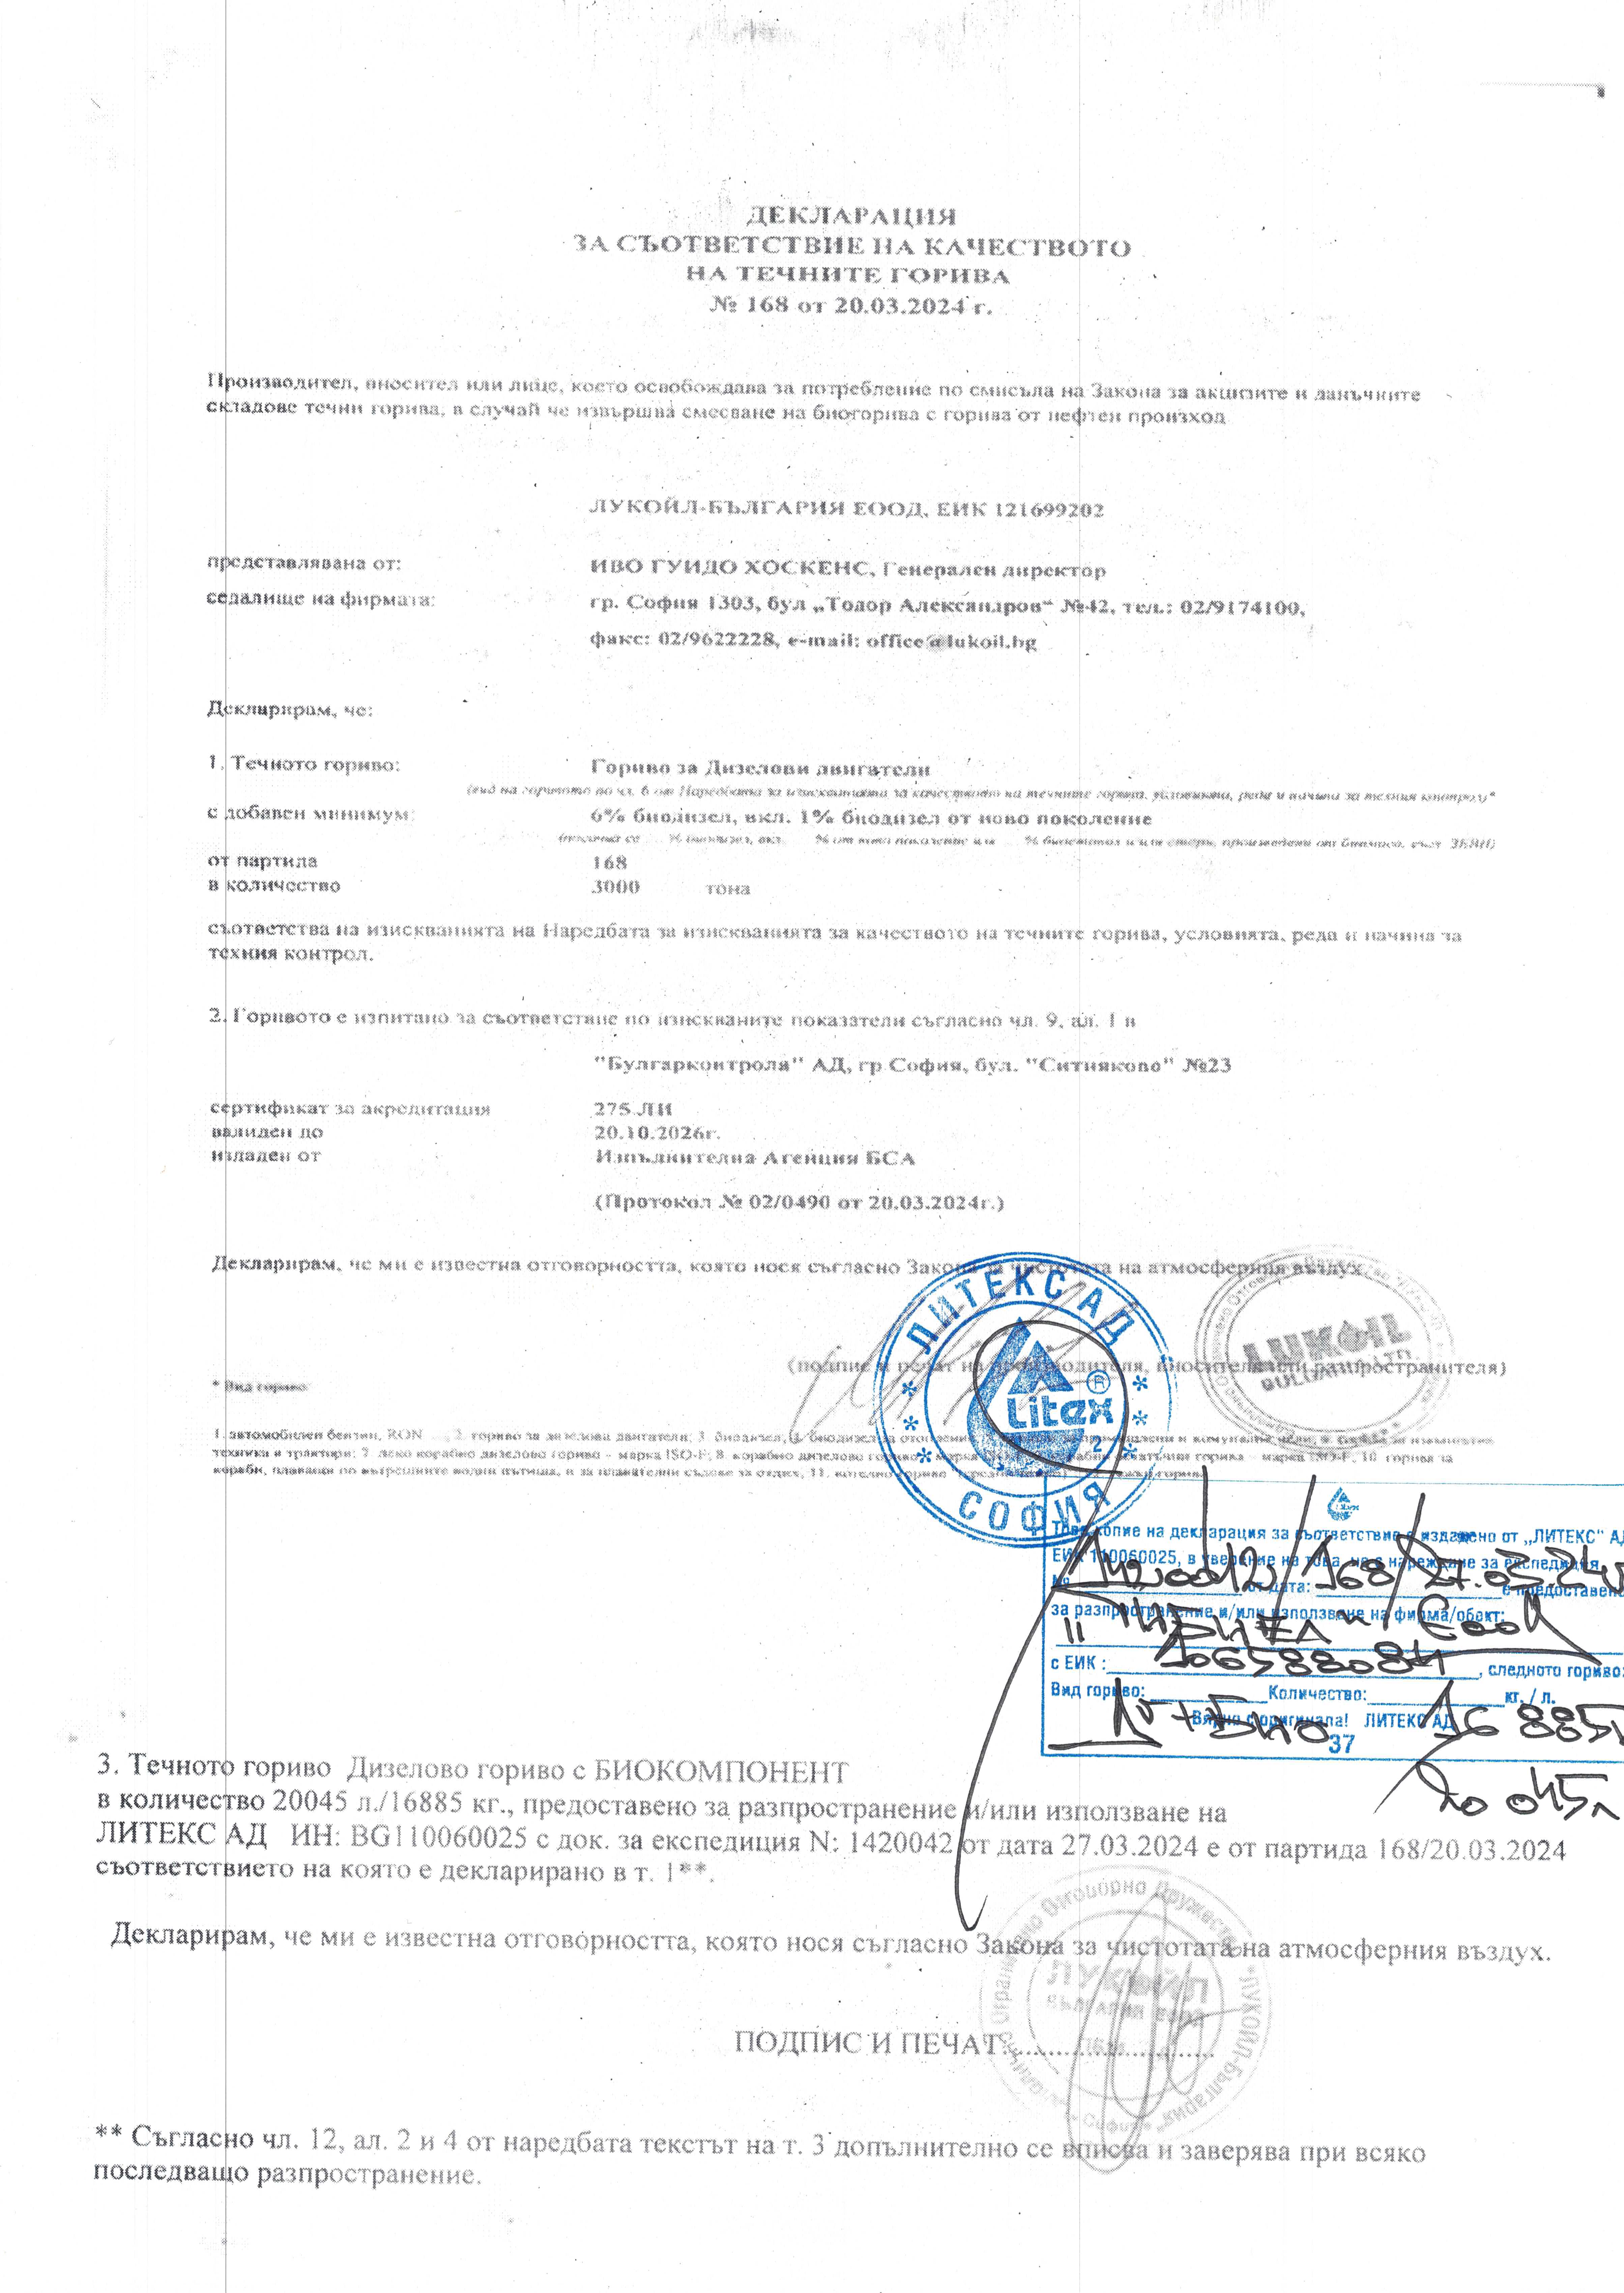 ДЕКЛАРАЦИЯ
ЗА СЪОТВЕТСТВИЕ НА КАЧЕСТВОТО
НА ТЕЧНИТЕ ГОРИВА
№ 168 от 20.03.2024 г.
Производител, вносител или лице, което освобождава за потребление по смисъла на Закона за акцизите и данъчните
складове течни горива, в случай че извършва смесване на биогорива с горива от нефтен произход
ЛУКОЙЛ-БЪЛГАРИЯ ЕООД, ЕИК 121699202
представлявана от: ИВО ГУИДО ХОСКЕНС, Генерален директор
седалище на фирмата: гр. София 1303, бул „Тодор Александров“ №42, тел.: 02/9174100,
факс: 02/9622228, e-mail: office@lukoil.bg
Декларирам, че:
1. Течното гориво: Гориво за Дизелови двигатели
(вид на горивото по чл. 6 от Наредбата за изискванията за качеството на течните горива, условията, реда и начина за техния контрол)*
с добавен минимум: 6% биодизел, вкл. 1% биодизел от ново поколение
% биодизел, вкл. % от ново поколение или % биоетанол и/или етери, произведени от биомаса, съгл. ЗЕВИ)
от партида 168
в количество 3000 тона
съответства на изискванията на Наредбата за изискванията за качеството на течните горива, условията, реда и начина за
техния контрол.
2. Горивото е изпитано за съответствие по изискваните показатели съгласно чл. 9, ал. 1 в
"Булгарконтрола" АД, гр София, бул. "Ситняково" №23
сертификат за акредитация 275 ЛИ
валиден до 20.10.2026г.
издаден от Изпълнителна Агенция БСА
(Протокол № 02/0490 от 20.03.2024г.)
Декларирам, че ми е известна отговорността, която нося съгласно Закона за чистотата на атмосферния въздух
ЛИТЕКС АД
Litex ®
2
СОФИЯ
LUKOIL
BULGARIA LTD
(подпис и печат на производителя, вносителя или разпространителя)
* Вид гориво:
1. автомобилен бензин, RON 2. гориво за дизелови двигатели; 3. биодизел;
техника и трактори; 7. леко корабно дизелово гориво - марка ISO-F; 8. корабно дизелово гориво - марка ISO-F; 10. горива за
кораби, плаващи по вътрешните водни пътища, и за плавателни съдове за отдих; 11. котелно гориво
Това копие на декларация за съответствие е издадено от „ЛИТЕКС" АД
ЕИК 110060025, в уверение на това, че с нареждане за експедиция
№ от дата: 168/27.03.24 е предоставено
за разпространение и/или използване на фирма/обект:
ЕООД
с ЕИК : 106588084, следното гориво:
Вид гориво: Количество: кг. / л.
ДГ+Био 16 885
Вярно с оригинала! ЛИТЕКС АД
37
20 045л
3. Течното гориво Дизелово гориво с БИОКОМПОНЕНТ
в количество 20045 л./16885 кг., предоставено за разпространение и/или използване на
ЛИТЕКС АД ИН: BG110060025 с док. за експедиция N: 1420042 от дата 27.03.2024 е от партида 168/20.03.2024
съответствието на която е декларирано в т. 1**.
Декларирам, че ми е известна отговорността, която нося съгласно Закона за чистотата на атмосферния въздух.
ЛУКОЙЛ
БЪЛГАРИЯ ЕООД
ПОДПИС И ПЕЧАТ:
** Съгласно чл. 12, ал. 2 и 4 от наредбата текстът на т. 3 допълнително се вписва и заверява при всяко
последващо разпространение.